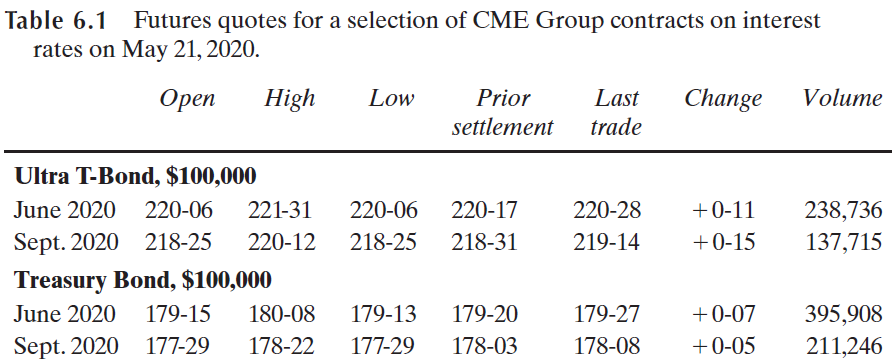 Table 6.1 Futures quotes for a selection of CME Group contracts on interest
rates on May 21, 2020.
Open High Low Prior Last Change Volume
settlement trade
Ultra T-Bond, $100,000
June 2020 220-06 221-31 220-06 220-17 220-28 +0-11 238,736
Sept. 2020 218-25 220-12 218-25 218-31 219-14 +0-15 137,715
Treasury Bond, $100,000
June 2020 179-15 180-08 179-13 179-20 179-27 +0-07 395,908
Sept. 2020 177-29 178-22 177-29 178-03 178-08 +0-05 211,246